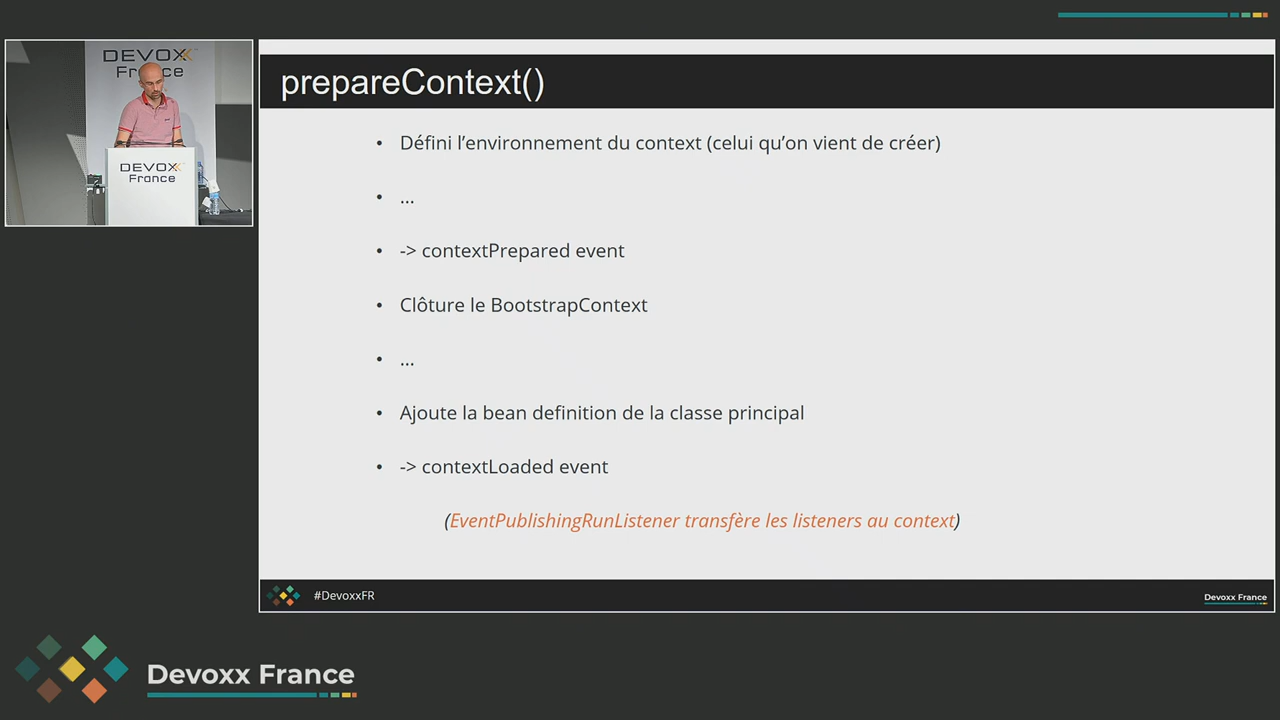 DEVOXX
France
DEVOXX
France
prepareContext()
• Défini l'environnement du context (celui qu'on vient de créer)
• ...
• -> contextPrepared event
• Clôture le BootstrapContext
• ...
• Ajoute la bean definition de la classe principal
• -> contextLoaded event
(EventPublishingRunListener transfère les listeners au context)
#DevoxxFR
Devoxx France
Devoxx France